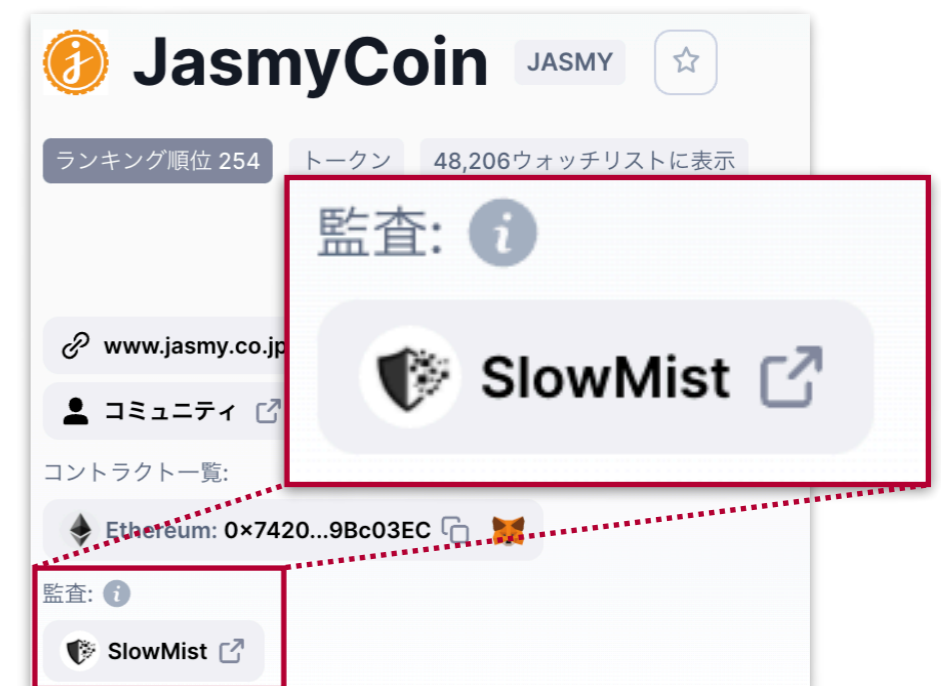 JasmyCoin JASMY
ランキング順位 254 トークン 48,206ウォッチリストに表示
監査:
SlowMist
www.jasmy.co.jp
コミュニティ
コントラクト一覧:
Ethereum: 0x7420...9Bc03EC
監査:
SlowMist